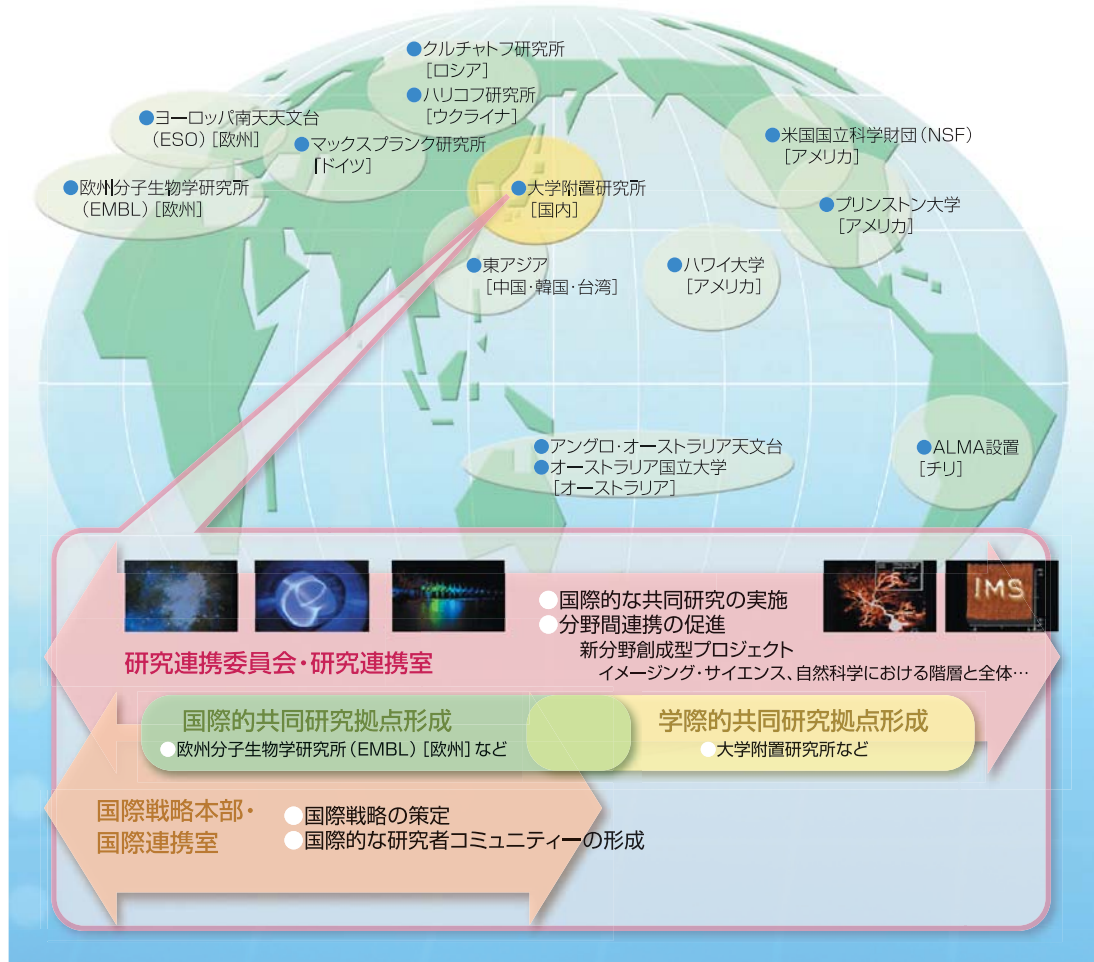 ●クルチャトフ研究所
[ロシア]
●ハリコフ研究所
[ウクライナ]
●ヨーロッパ南天天文台
(ESO) [欧州]
●マックスプランク研究所
[ドイツ]
●欧州分子生物学研究所
(EMBL) [欧州]
●大学附置研究所
[国内]
●米国国立科学財団(NSF)
[アメリカ]
●プリンストン大学
[アメリカ]
●東アジア
[中国・韓国・台湾]
●ハワイ大学
[アメリカ]
●アングロ・オーストラリア天文台
●オーストラリア国立大学
[オーストラリア]
●ALMA設置
[チリ]
IMS
研究連携委員会・研究連携室
●国際的な共同研究の実施
●分野間連携の促進
新分野創成型プロジェクト
イメージング・サイエンス、自然科学における階層と全体…
国際的共同研究拠点形成
●欧州分子生物学研究所(EMBL) [欧州] など
学際的共同研究拠点形成
●大学附置研究所など
国際戦略本部・
国際連携室
●国際戦略の策定
●国際的な研究者コミュニティーの形成